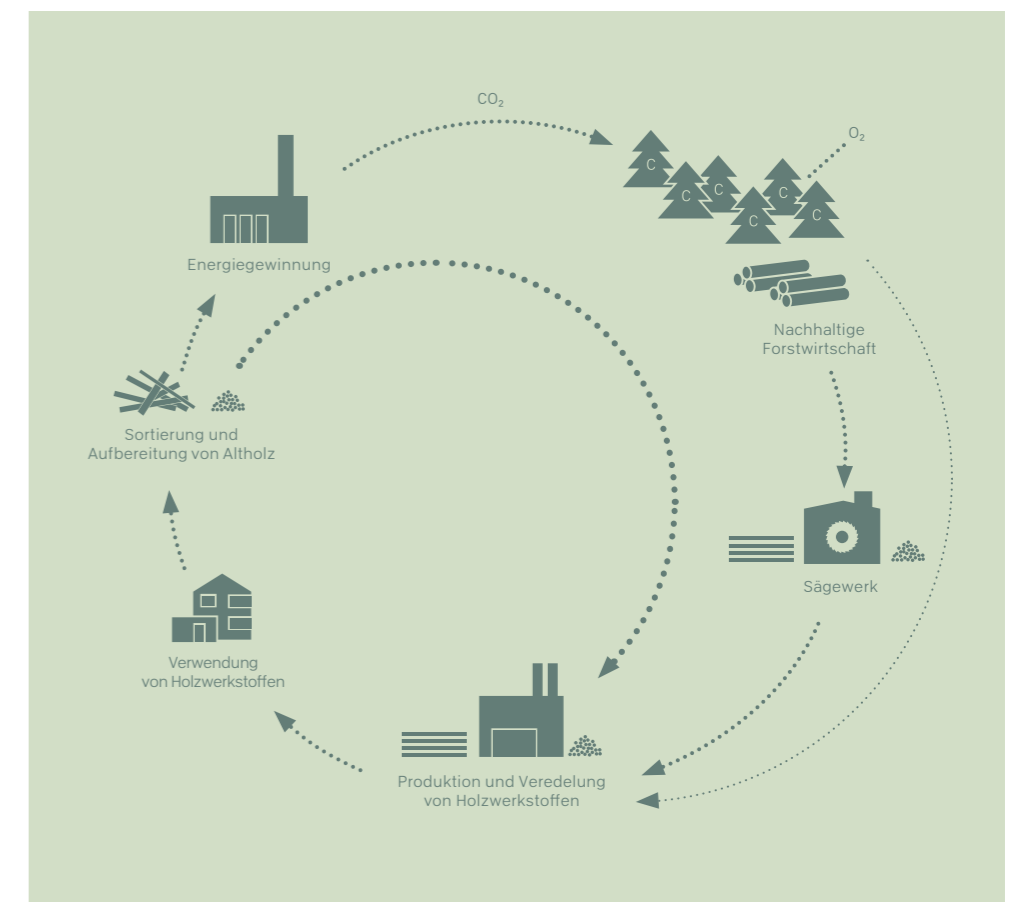 CO₂
O₂
C
C
C
C
C
C
Energiegewinnung
Nachhaltige
Forstwirtschaft
Sortierung und
Aufbereitung von Altholz
Sägewerk
Verwendung
von Holzwerkstoffen
Produktion und Veredelung
von Holzwerkstoffen